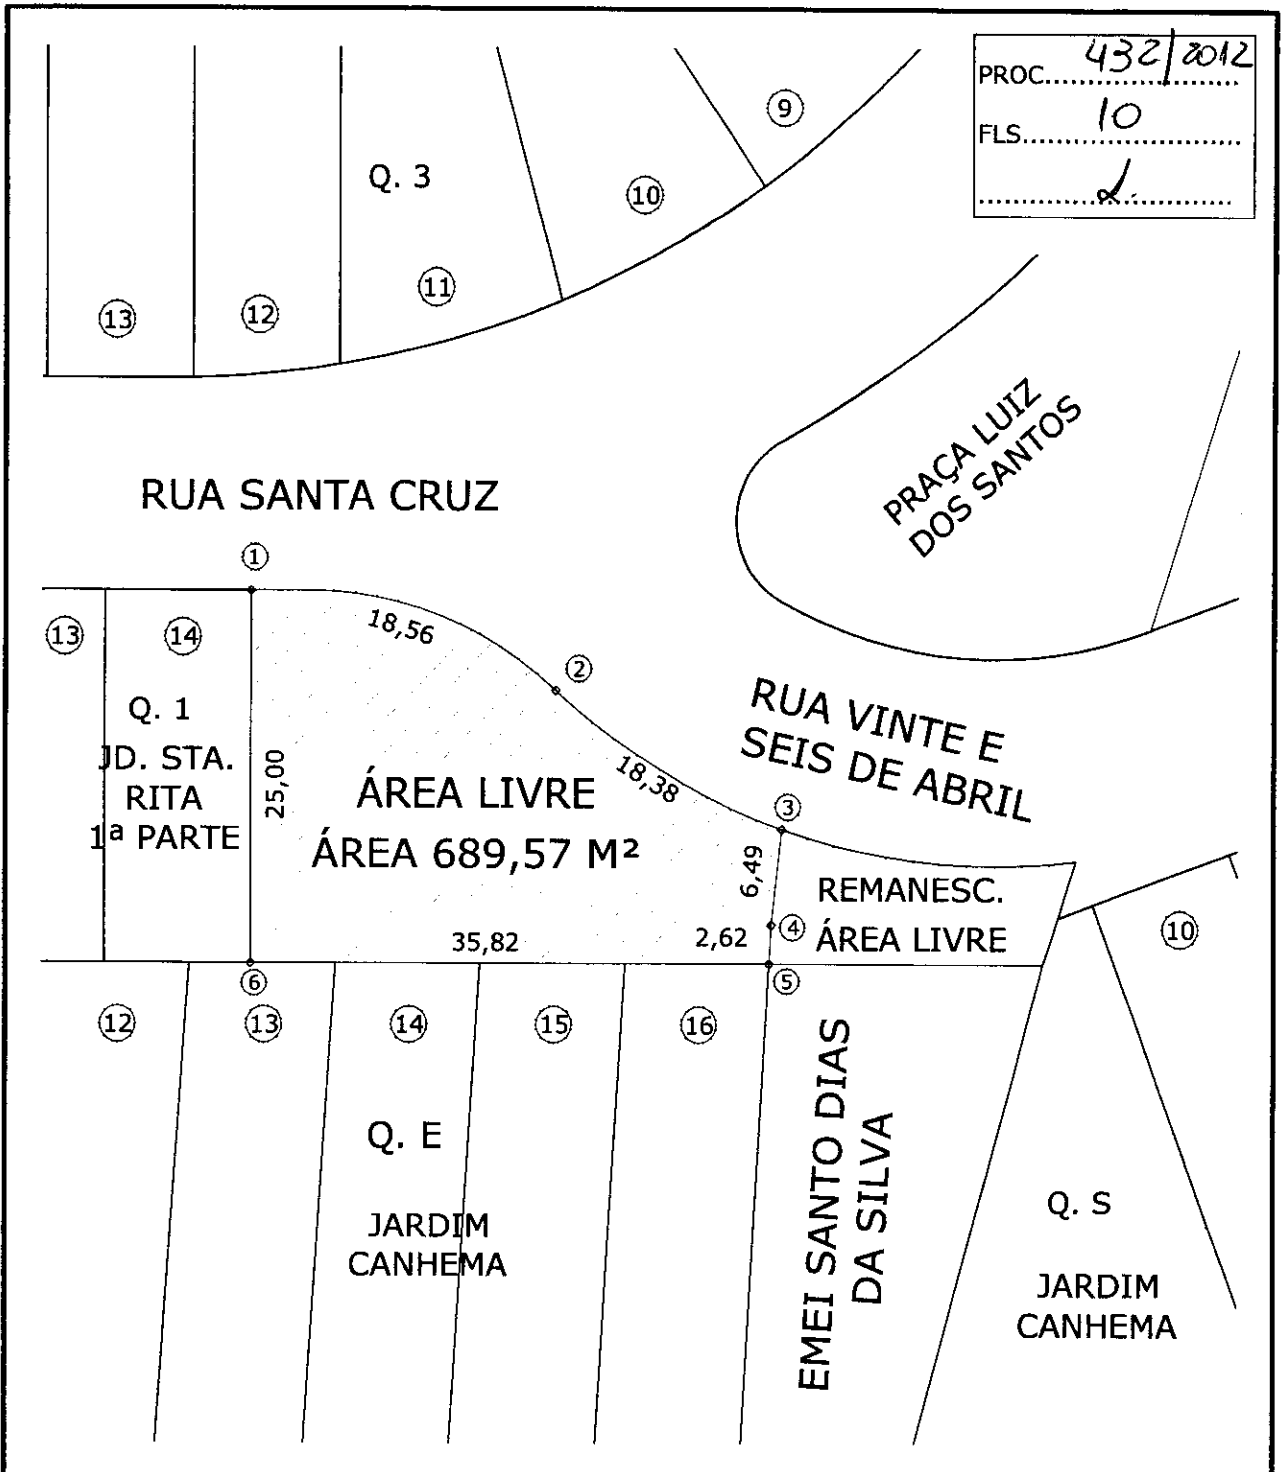 PROC. 432/2012
FLS. 10
Q. 3
9
10
11
12
13
PRAÇA LUIZ
DOS SANTOS
RUA SANTA CRUZ
1
18,56
2
13
14
Q. 1
JD. STA.
RITA
1ª PARTE
25,00
ÁREA LIVRE
ÁREA 689,57 M²
18,38
RUA VINTE E
SEIS DE ABRIL
3
6,49
REMANESC.
ÁREA LIVRE
4
2,62
35,82
5
6
10
12
13
14
15
16
Q. E
JARDIM
CANHEMA
EMEI SANTO DIAS
DA SILVA
Q. S
JARDIM
CANHEMA